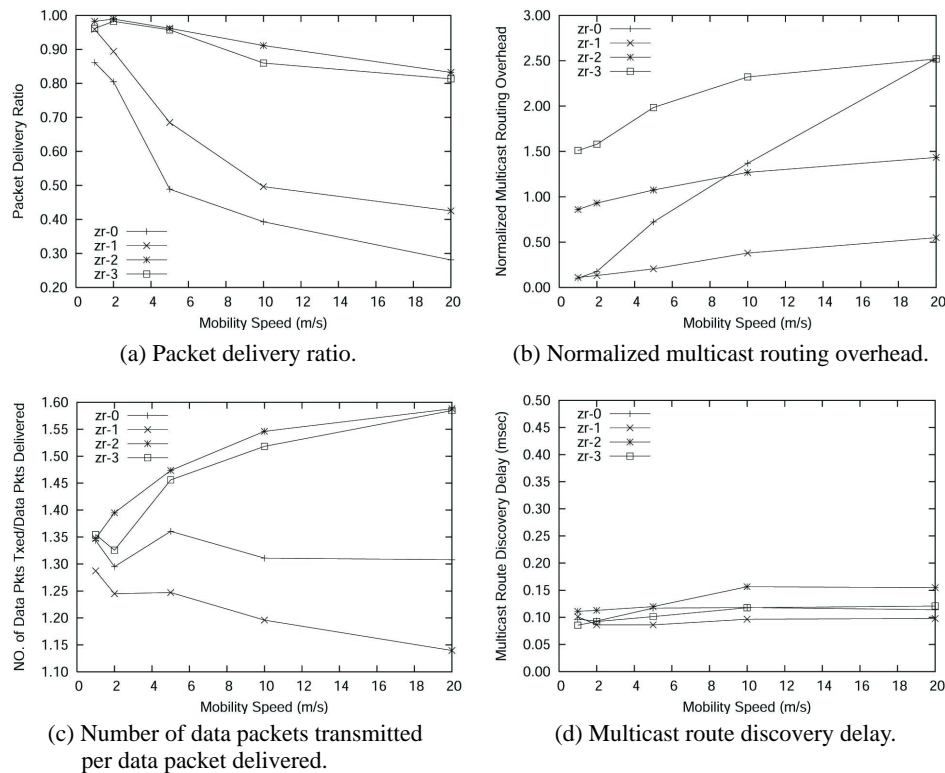 1.00
0.90
0.80
0.70
0.60
0.50
0.40
0.30
0.20
Packet Delivery Ratio
zr-0
zr-1
zr-2
zr-3
0 2 4 6 8 10 12 14 16 18 20
Mobility Speed (m/s)
(a) Packet delivery ratio.
3.00
2.50
2.00
1.50
1.00
0.50
0.00
Normalized Multicast Routing Overhead
zr-0
zr-1
zr-2
zr-3
0 2 4 6 8 10 12 14 16 18 20
Mobility Speed (m/s)
(b) Normalized multicast routing overhead.
1.60
1.55
1.50
1.45
1.40
1.35
1.30
1.25
1.20
1.15
1.10
NO. of Data Pkts Txed/Data Pkts Delivered
zr-0
zr-1
zr-2
zr-3
0 2 4 6 8 10 12 14 16 18 20
Mobility Speed (m/s)
(c) Number of data packets transmitted
per data packet delivered.
0.50
0.45
0.40
0.35
0.30
0.25
0.20
0.15
0.10
0.05
0.00
Multicast Route Discovery Delay (msec)
zr-0
zr-1
zr-2
zr-3
0 2 4 6 8 10 12 14 16 18 20
Mobility Speed (m/s)
(d) Multicast route discovery delay.